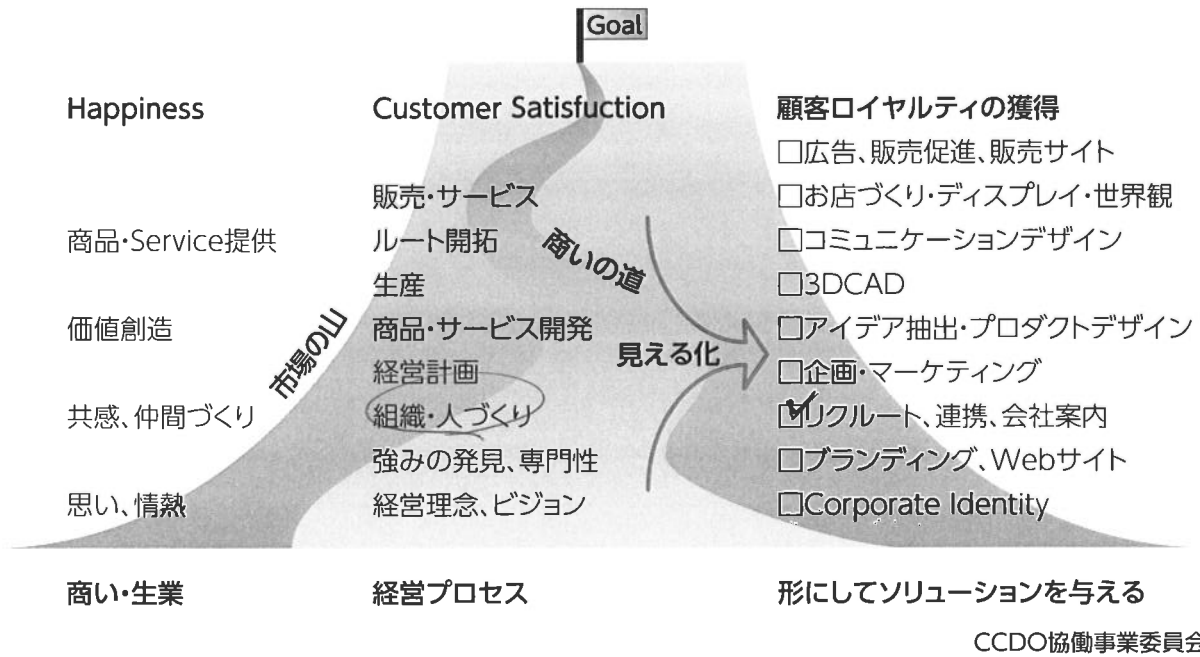 Goal
Happiness
Customer Satisfuction
顧客ロイヤルティの獲得
□広告、販売促進、販売サイト
販売・サービス
□お店づくり・ディスプレイ・世界観
商品・Service提供
ルート開拓
商いの道
□コミュニケーションデザイン
生産
□3DCAD
価値創造
商品・サービス開発
□アイデア抽出・プロダクトデザイン
市場の山
見える化
経営計画
□企画・マーケティング
共感、仲間づくり
組織・人づくり
☑リクルート、連携、会社案内
強みの発見、専門性
□ブランディング、Webサイト
思い、情熱
経営理念、ビジョン
□Corporate Identity
商い・生業
経営プロセス
形にしてソリューションを与える
CCDO協働事業委員会